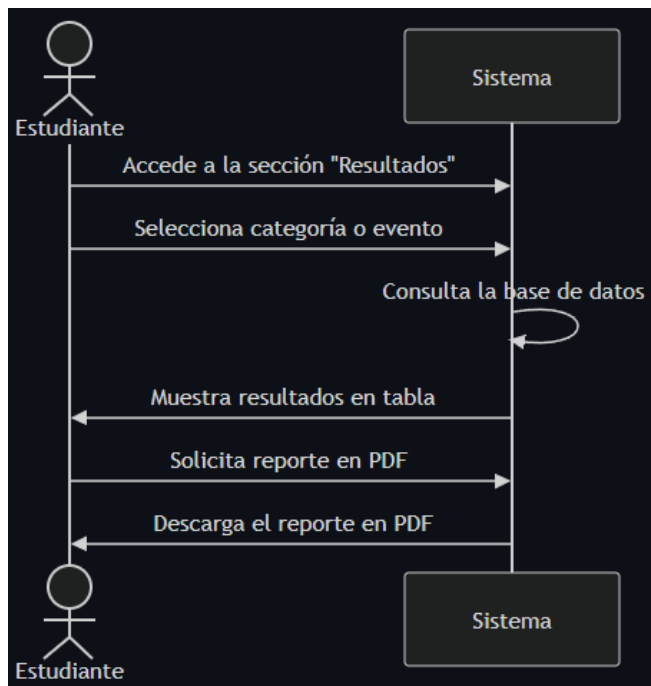 Sistema
Estudiante
Accede a la sección "Resultados"
Selecciona categoría o evento
Consulta la base de datos
Muestra resultados en tabla
Solicita reporte en PDF
Descarga el reporte en PDF
Sistema
Estudiante